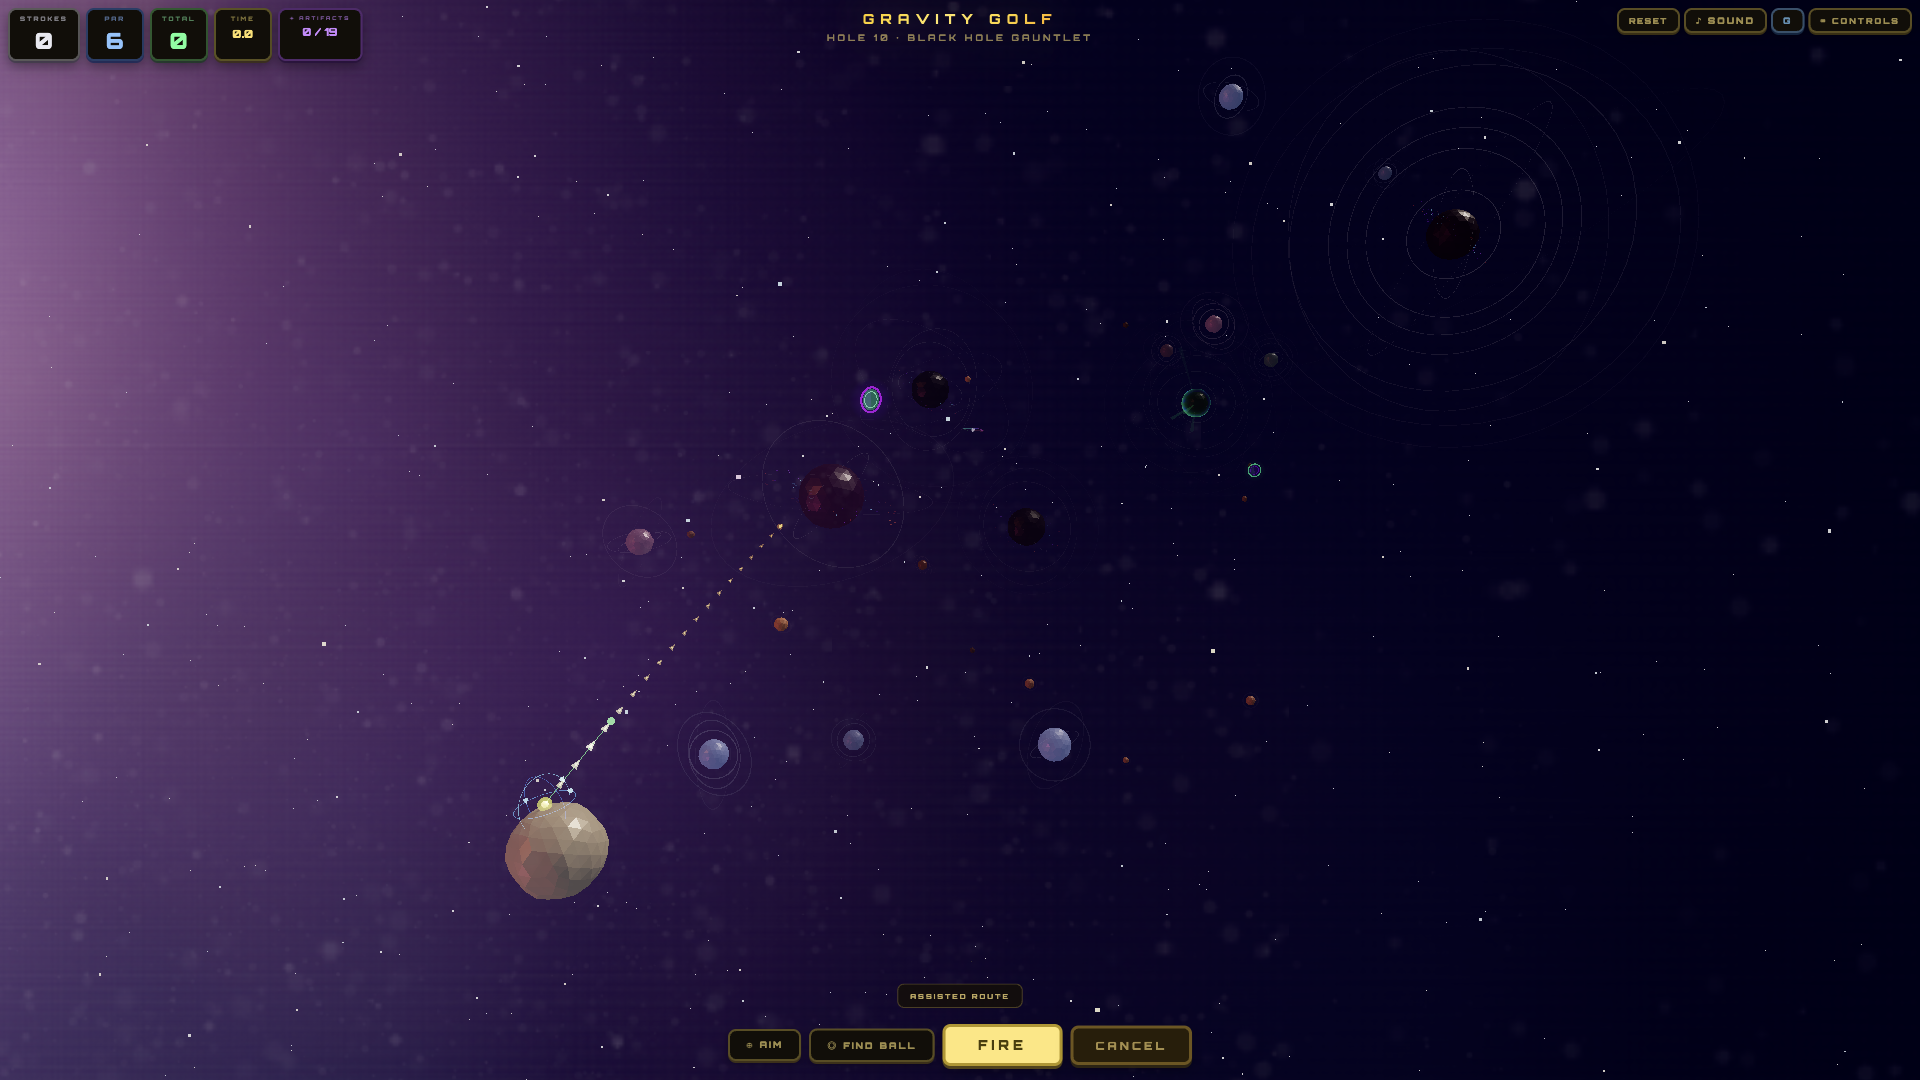 STROKES
0
PAR
6
TOTAL
0
TIME
0.0
ARTIFACTS
0 / 19
GRAVITY GOLF
HOLE 10 · BLACK HOLE GAUNTLET
RESET
♪ SOUND
G
CONTROLS
ASSISTED ROUTE
AIM
FIND BALL
FIRE
CANCEL